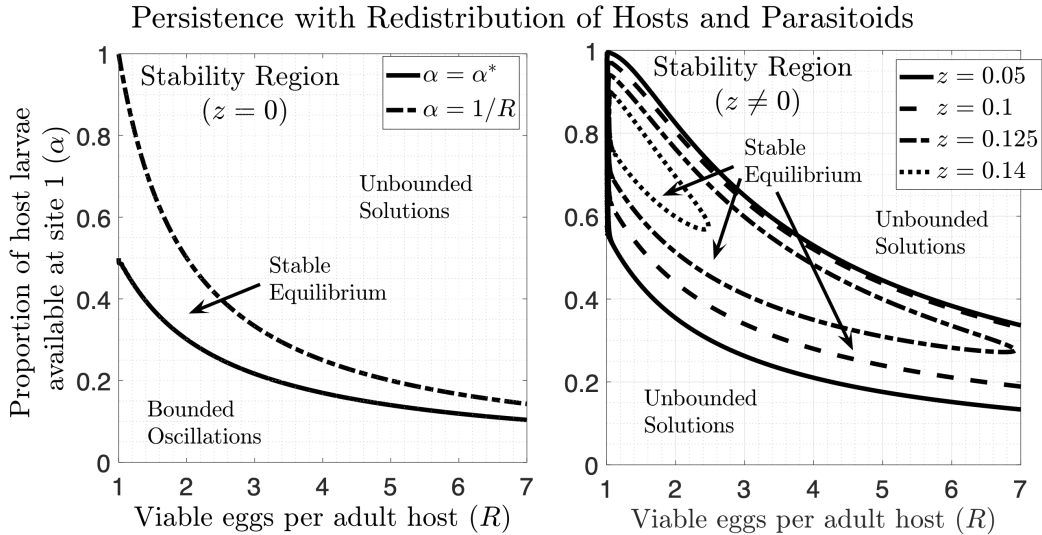 Persistence with Redistribution of Hosts and Parasitoids
Proportion of host larvae
available at site 1 (α)
1
0.8
0.6
0.4
0.2
0
Stability Region
(z = 0)
α = α*
α = 1/R
Unbounded
Solutions
Stable
Equilibrium
Bounded
Oscillations
1 2 3 4 5 6 7
Viable eggs per adult host (R)
1
0.8
0.6
0.4
0.2
0
Stability Region
(z ≠ 0)
z = 0.05
z = 0.1
z = 0.125
z = 0.14
Stable
Equilibrium
Unbounded
Solutions
Unbounded
Solutions
1 2 3 4 5 6 7
Viable eggs per adult host (R)